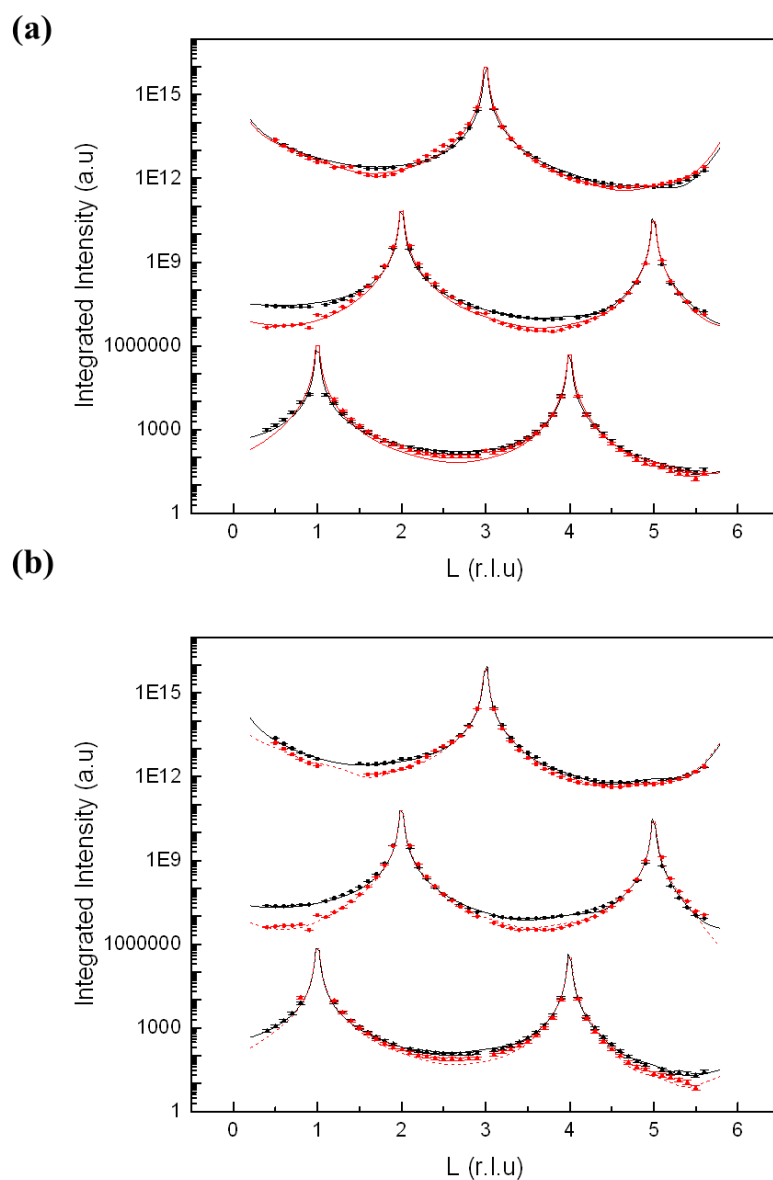 (a)
1E15
1E12
1E9
1000000
1000
1
Integrated Intensity (a.u)
0 1 2 3 4 5 6
L (r.l.u)
(b)
1E15
1E12
1E9
1000000
1000
1
Integrated Intensity (a.u)
0 1 2 3 4 5 6
L (r.l.u)